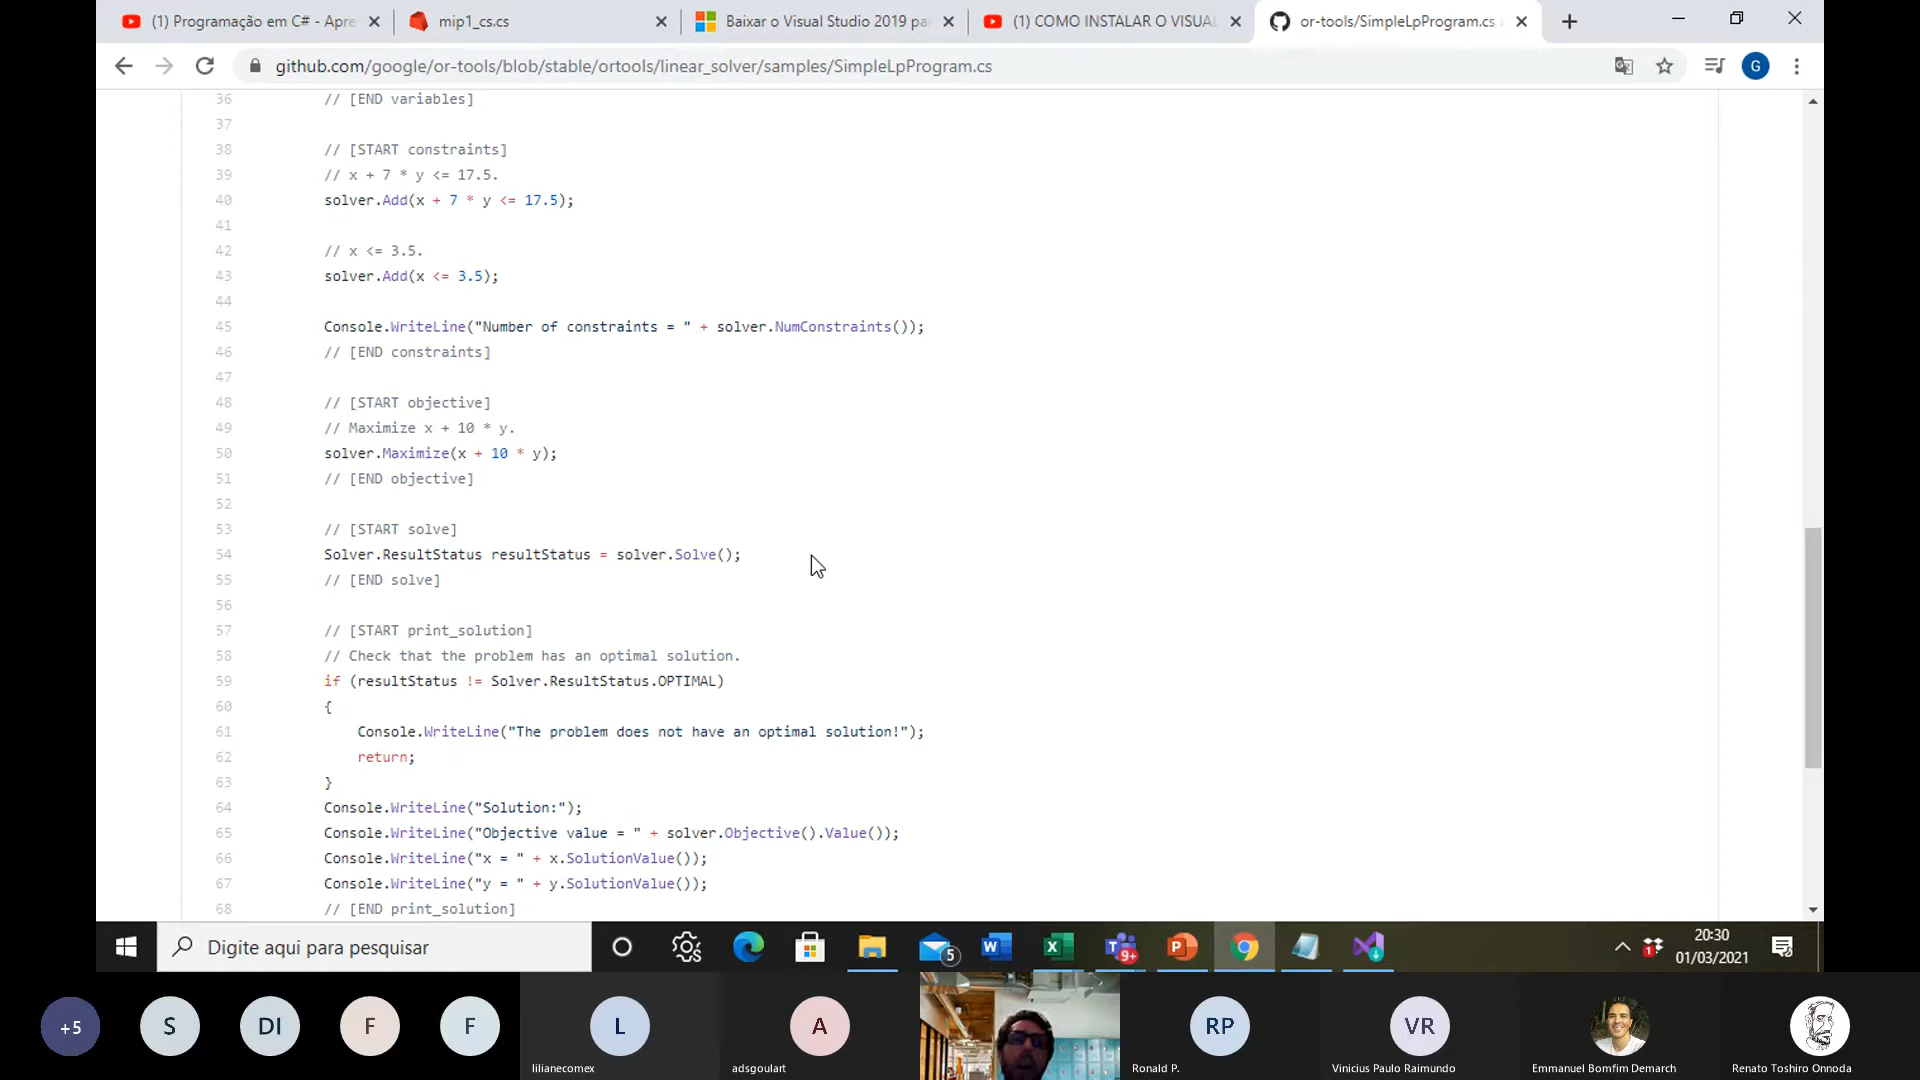 (1) Programação em C# - Apre
mip1_cs.cs
Baixar o Visual Studio 2019 pa
(1) COMO INSTALAR O VISUAL
or-tools/SimpleLpProgram.cs a
github.com/google/or-tools/blob/stable/ortools/linear_solver/samples/SimpleLpProgram.cs
G
36 // [END variables]
37
38 // [START constraints]
39 // x + 7 * y <= 17.5.
40 solver.Add(x + 7 * y <= 17.5);
41
42 // x <= 3.5.
43 solver.Add(x <= 3.5);
44
45 Console.WriteLine("Number of constraints = " + solver.NumConstraints());
46 // [END constraints]
47
48 // [START objective]
49 // Maximize x + 10 * y.
50 solver.Maximize(x + 10 * y);
51 // [END objective]
52
53 // [START solve]
54 Solver.ResultStatus resultStatus = solver.Solve();
55 // [END solve]
56
57 // [START print_solution]
58 // Check that the problem has an optimal solution.
59 if (resultStatus != Solver.ResultStatus.OPTIMAL)
60 {
61 Console.WriteLine("The problem does not have an optimal solution!");
62 return;
63 }
64 Console.WriteLine("Solution:");
65 Console.WriteLine("Objective value = " + solver.Objective().Value());
66 Console.WriteLine("x = " + x.SolutionValue());
67 Console.WriteLine("y = " + y.SolutionValue());
68 // [END print_solution]
Digite aqui para pesquisar
5
W
X
T
9+
P
1
20:30
01/03/2021
+5
S
DI
F
F
L
A
RP
VR
lilianecomex
adsgoulart
Ronald P.
Vinicius Paulo Raimundo
Emmanuel Bomfim Demarch
Renato Toshiro Onnoda